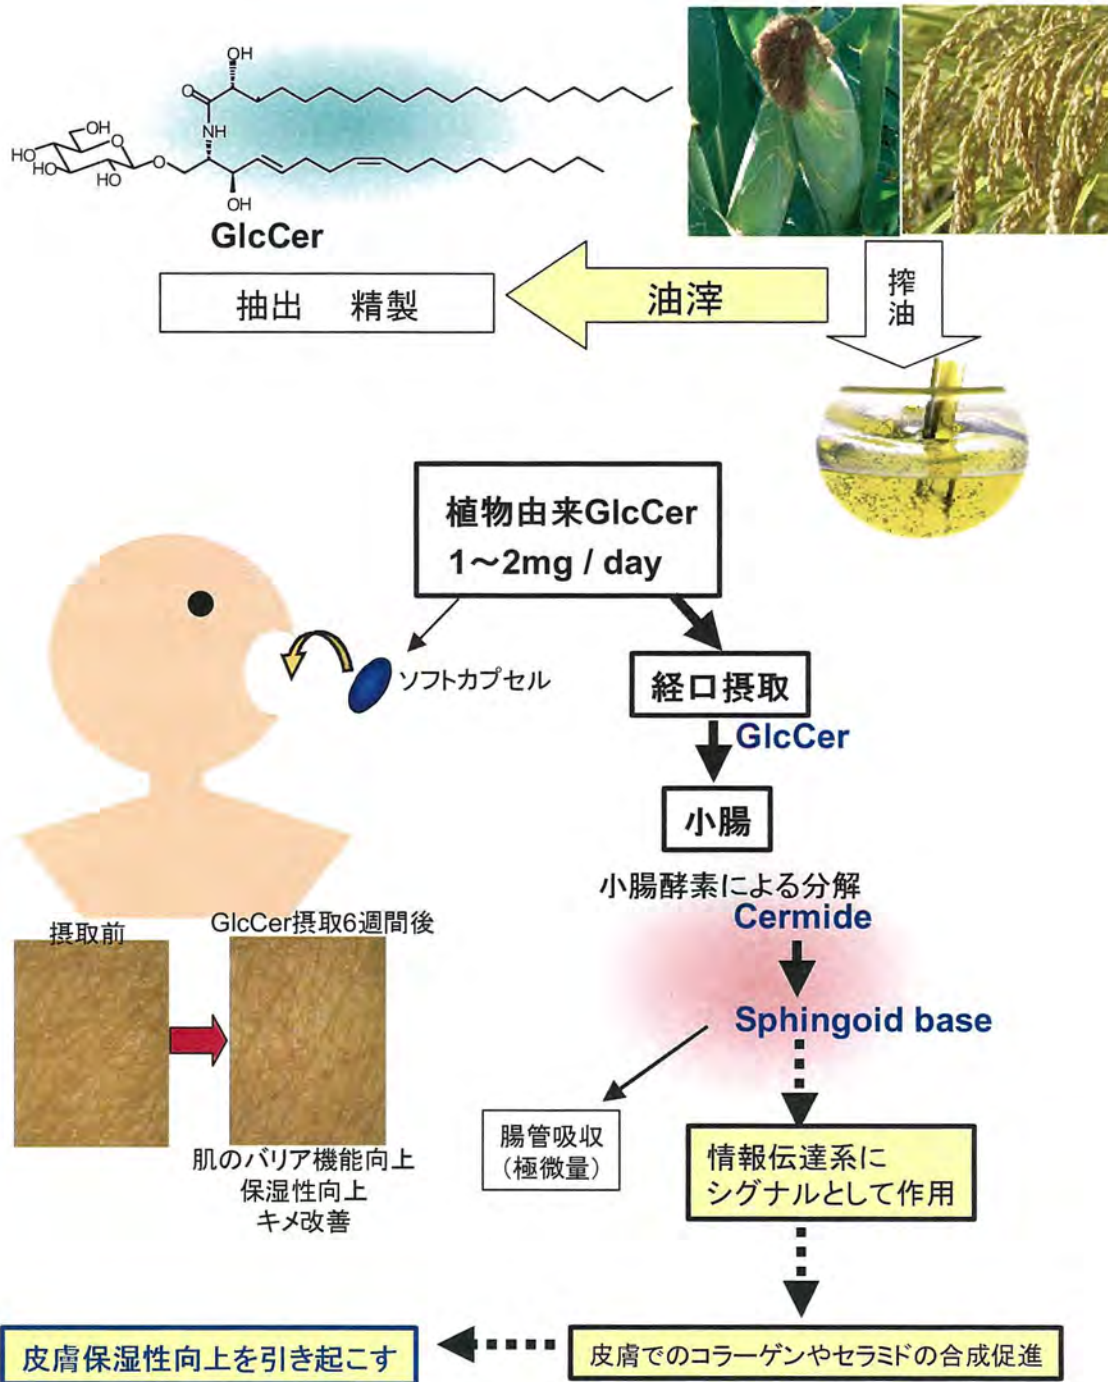 OH
O
NH
OH
HO
HO
HO
O
O
OH
GlcCer
抽出 精製
油滓
搾油
植物由来GlcCer
1～2mg / day
ソフトカプセル
経口摂取
GlcCer
小腸
小腸酵素による分解
Cermide
Sphingoid base
摂取前
GlcCer摂取6週間後
肌のバリア機能向上
保湿性向上
キメ改善
腸管吸収
（極微量）
情報伝達系に
シグナルとして作用
皮膚でのコラーゲンやセラミドの合成促進
皮膚保湿性向上を引き起こす